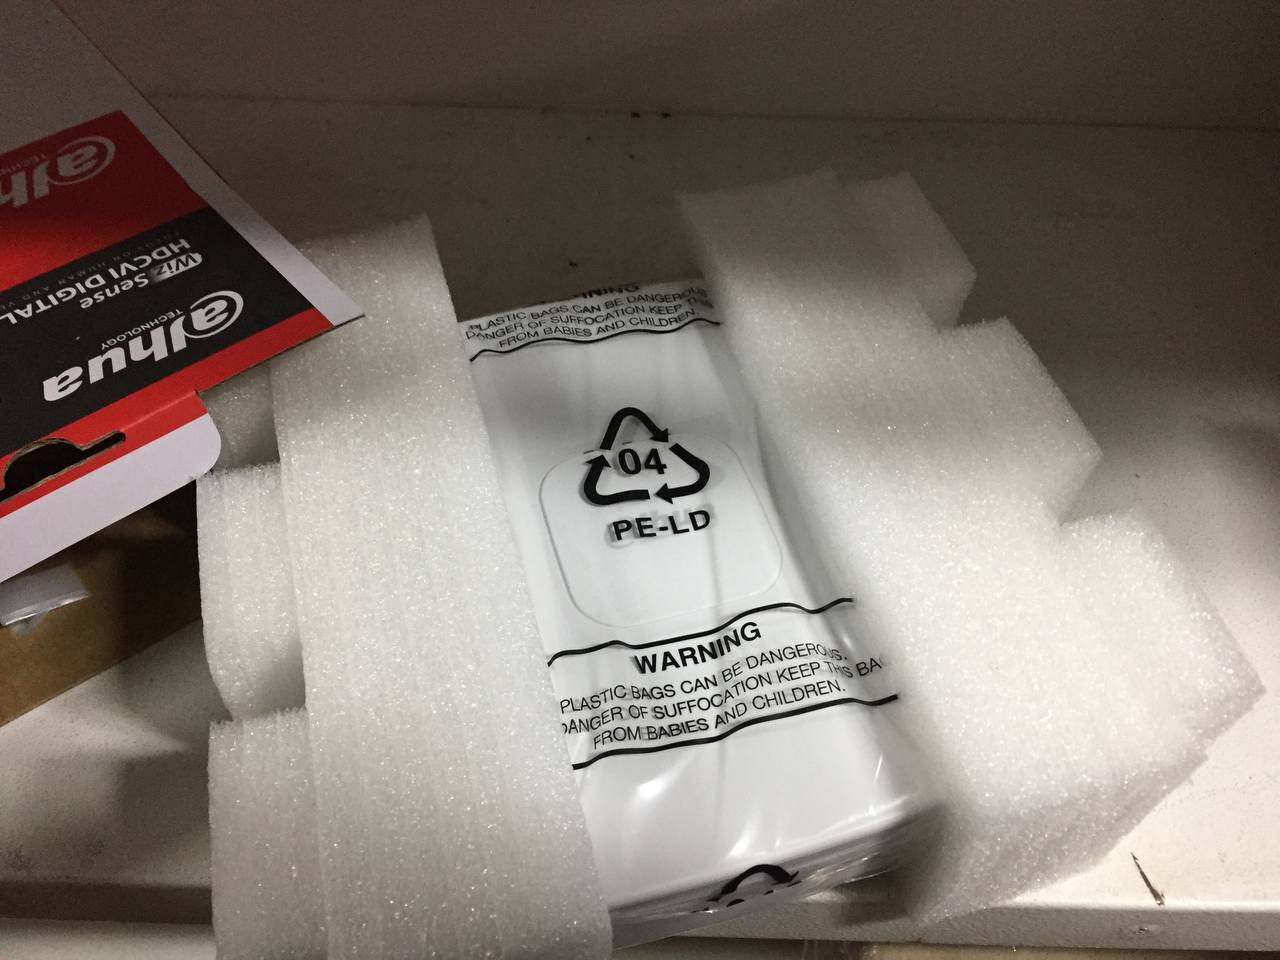 alhua
TECHNOLOGY
Wiz Sense
HDCVI DIGITAL
alhua
WARNING
PLASTIC BAGS CAN BE DANGEROUS
DANGER OF SUFFOCATION KEEP THIS
FROM BABIES AND CHILDREN.
04
PE-LD
WARNING
PLASTIC BAGS CAN BE DANGEROUS.
DANGER OF SUFFOCATION KEEP THIS BAG
FROM BABIES AND CHILDREN.